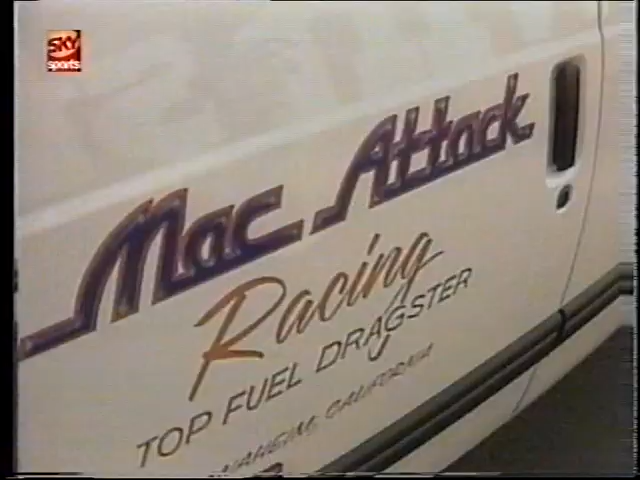 SKY
sports
Mac Attack
Racing
TOP FUEL DRAGSTER
ANAHEIM, CALIFORNIA